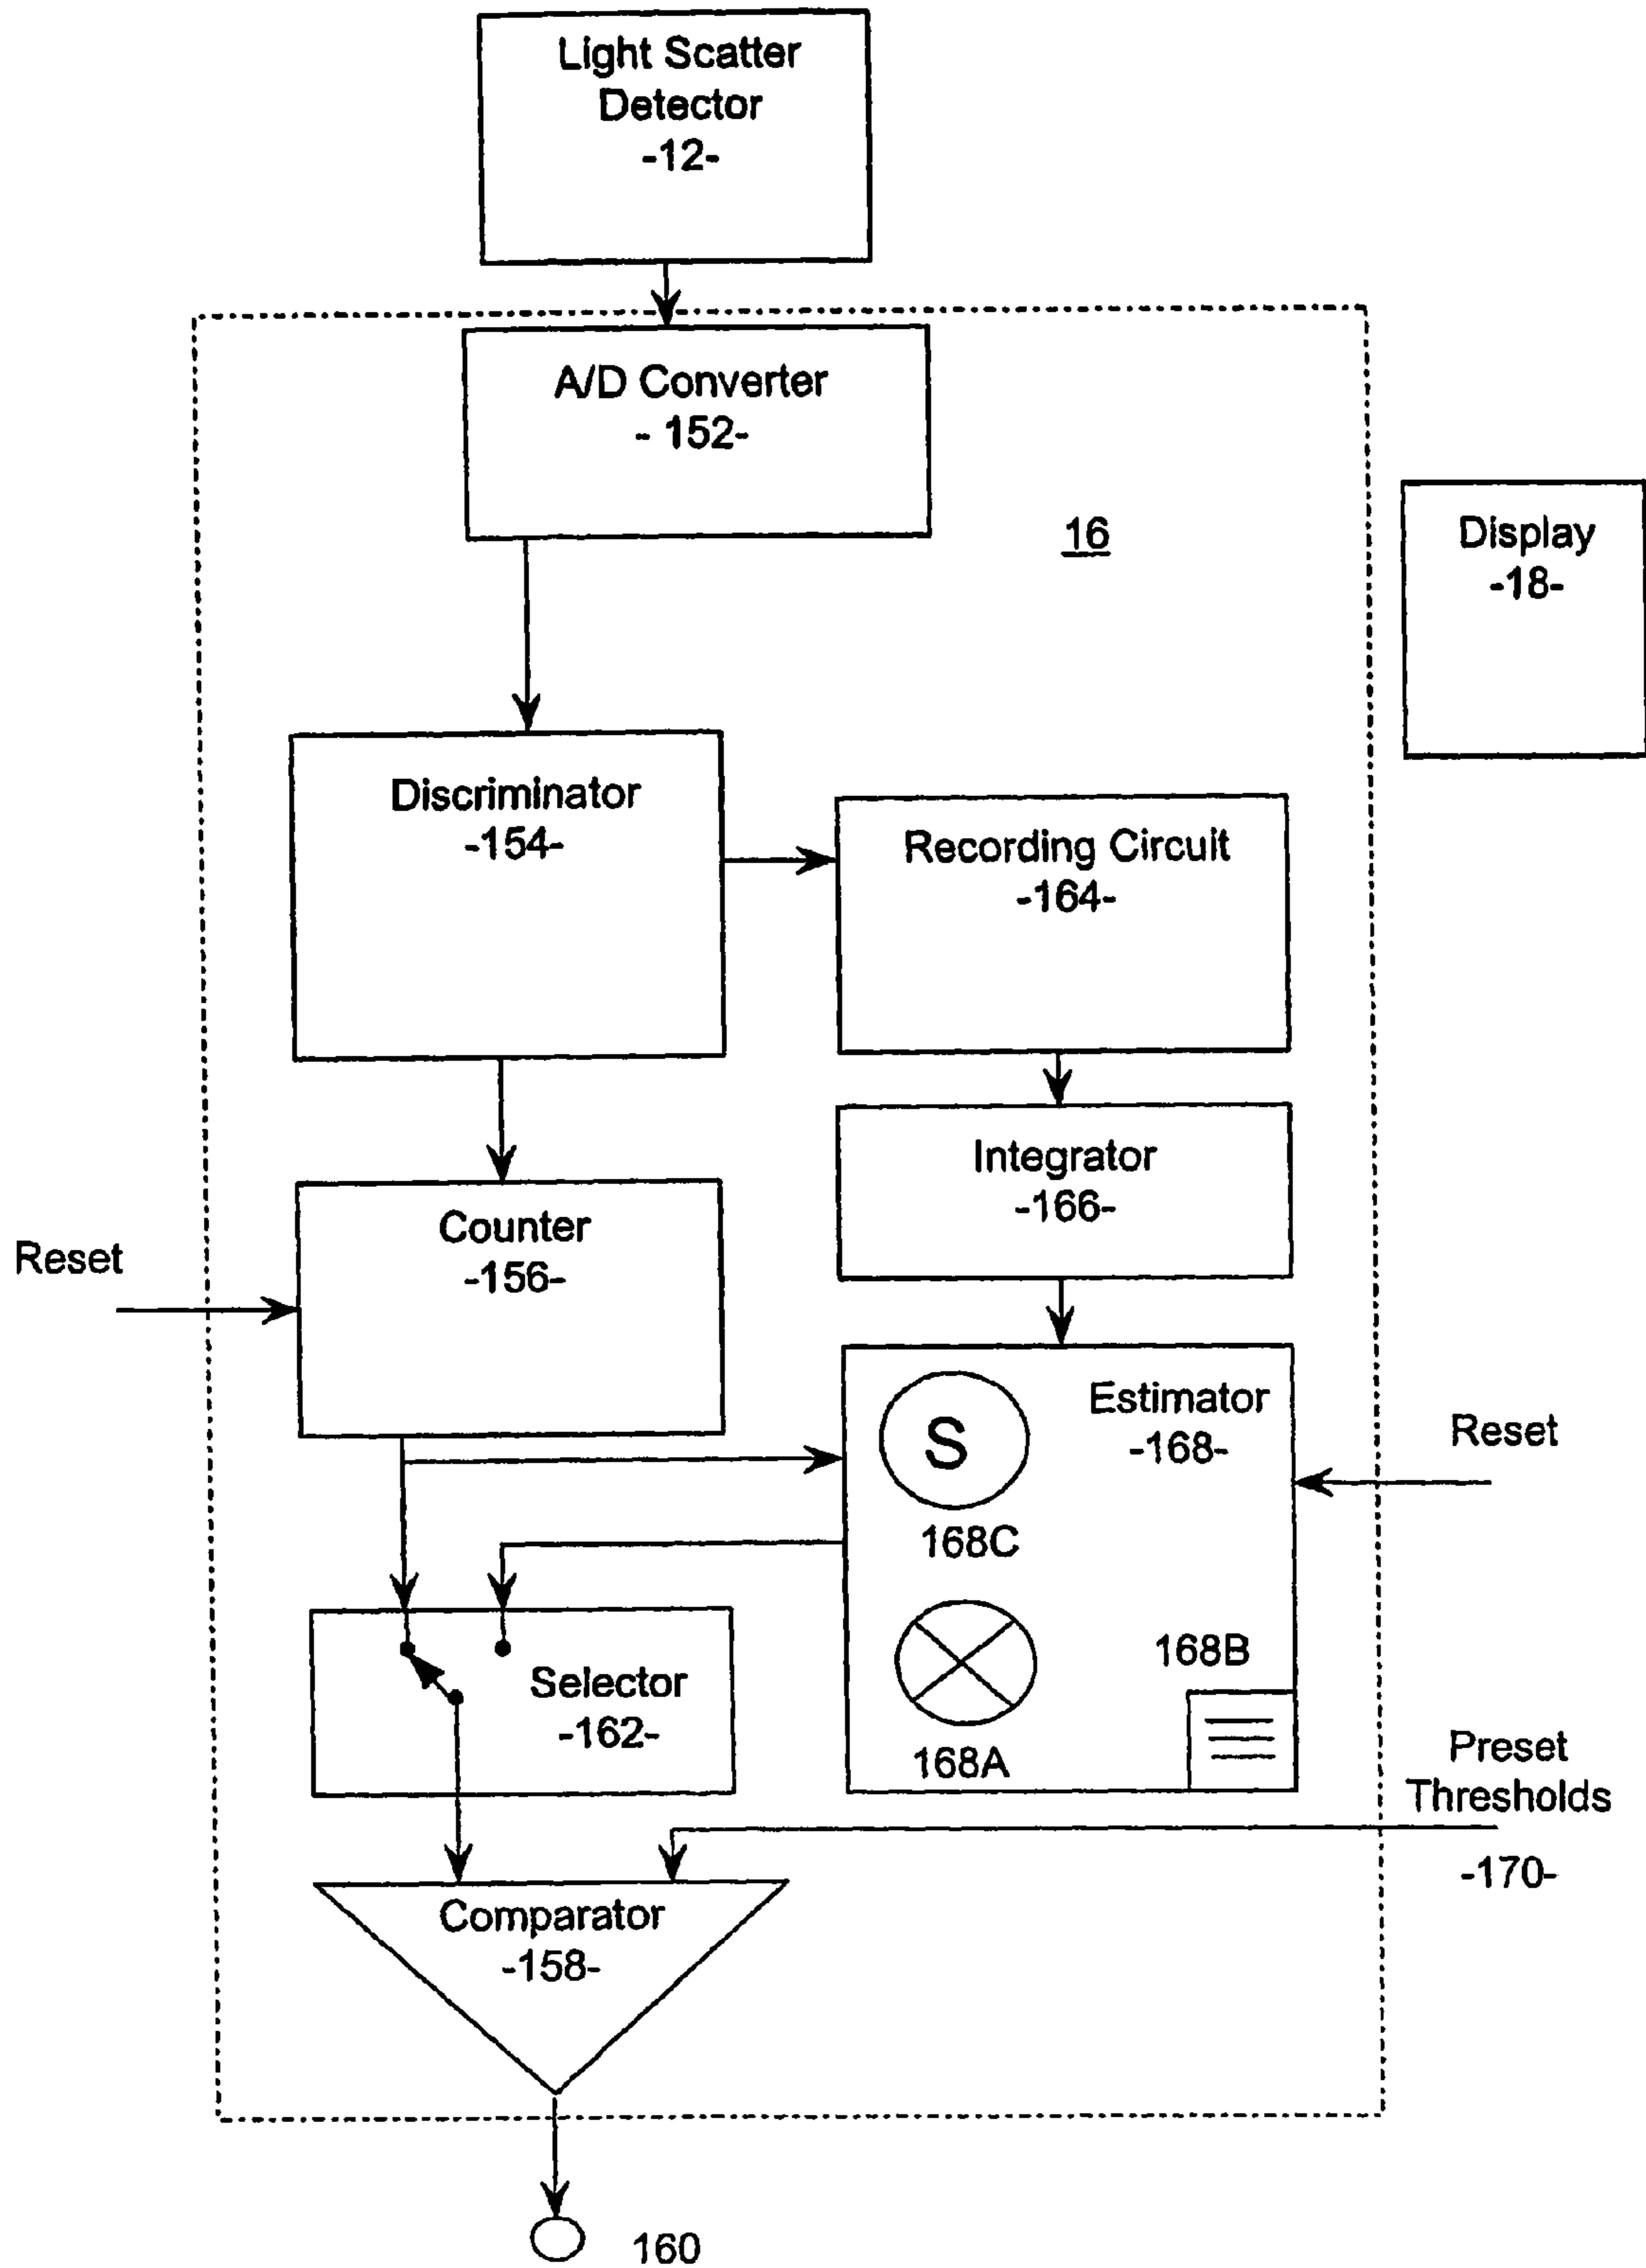 Light Scatter
Detector
-12-
A/D Converter
- 152-
16
Display
-18-
Discriminator
-154-
Recording Circuit
-164-
Integrator
-166-
Counter
-156-
Reset
Estimator
-168-
S
168C
Reset
168B
168A
Selector
-162-
Preset
Thresholds
-170-
Comparator
-158-
160